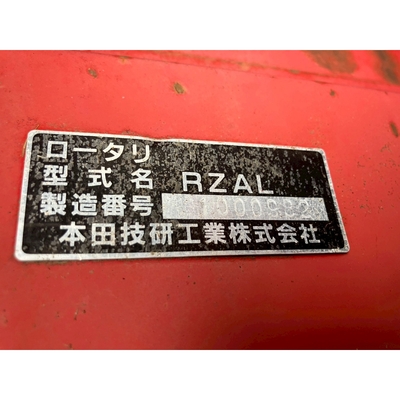 ロータリ
型式名 RZAL
製造番号 1000982
本田技研工業株式会社